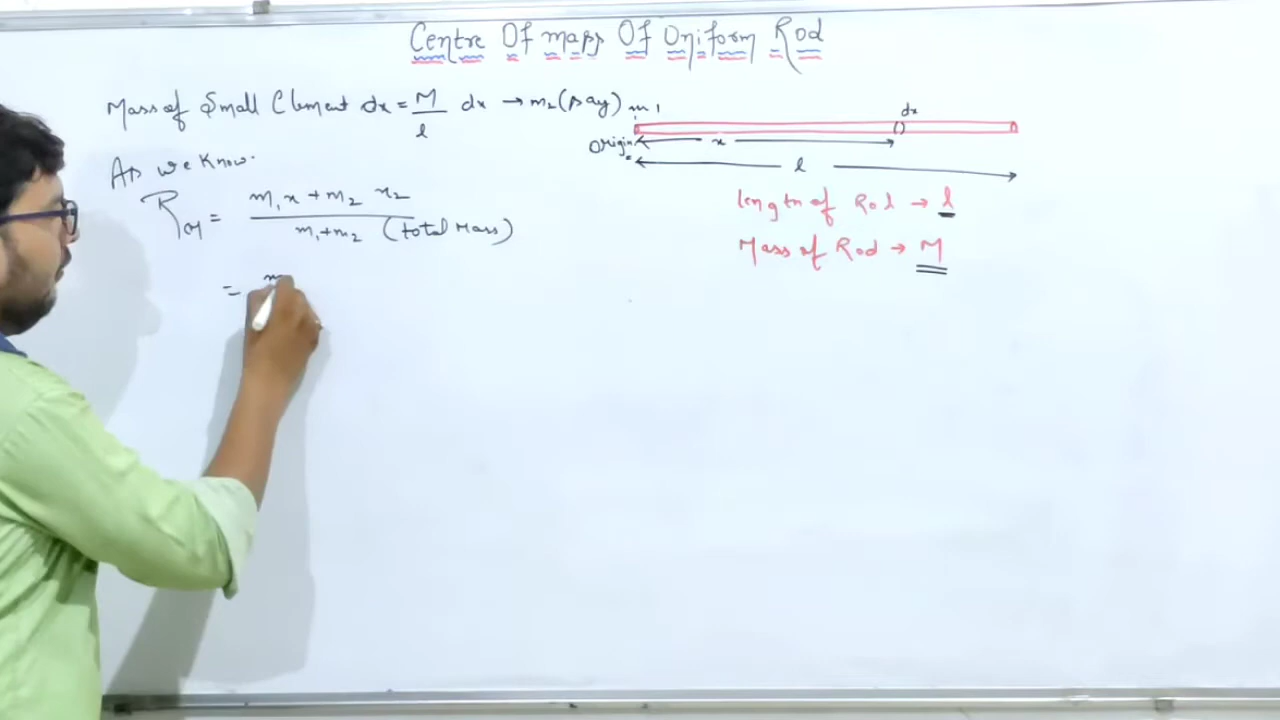 Centre Of mass Of Uniform Rod
Mass of Small Element dx = M/l dx → m₂ (say)
m1
dx
Origin
x
l
As we know.
R_CM = m₁x + m₂ x₂ / m₁+m₂ (total Mass)
= m
length of Rod → l
Mass of Rod → M